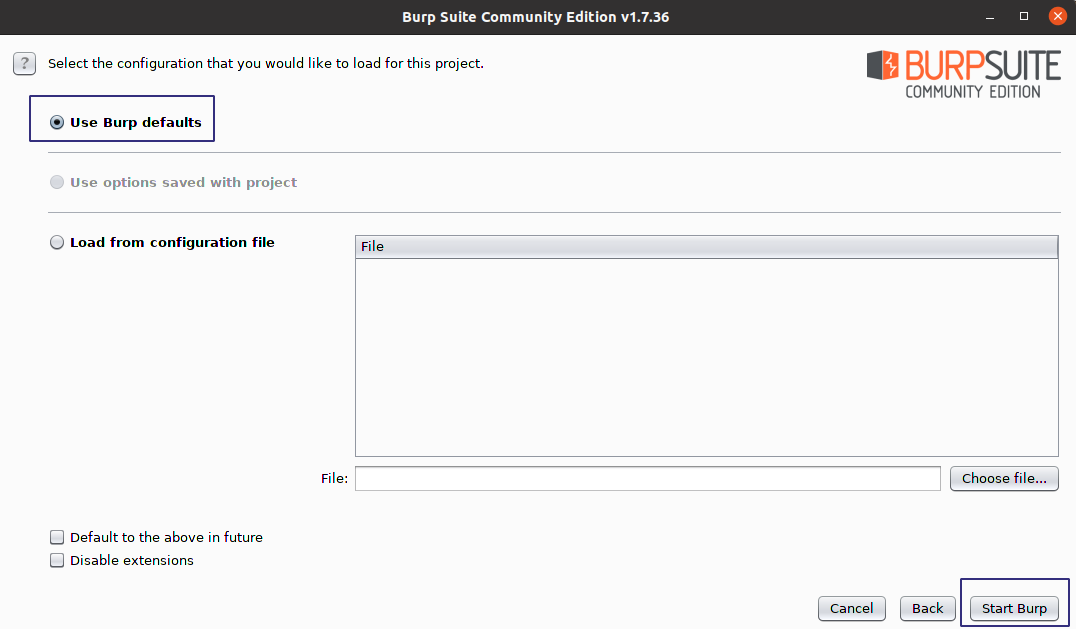 Burp Suite Community Edition v1.7.36
?
Select the configuration that you would like to load for this project.
BURPSUITE
COMMUNITY EDITION
Use Burp defaults
Use options saved with project
Load from configuration file
File
File:
Choose file...
Default to the above in future
Disable extensions
Cancel
Back
Start Burp